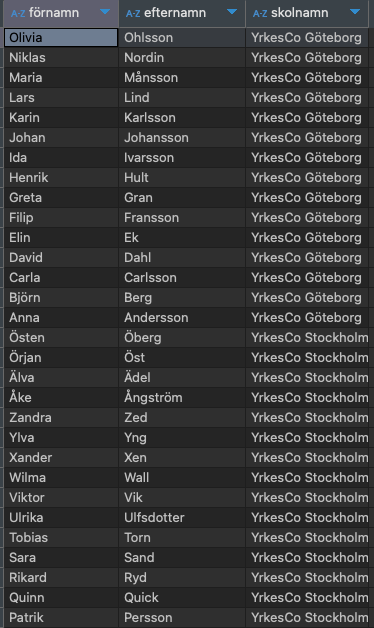 A-Z förnamn A-Z efternamn A-Z skolnamn
Olivia Ohlsson YrkesCo Göteborg
Niklas Nordin YrkesCo Göteborg
Maria Månsson YrkesCo Göteborg
Lars Lind YrkesCo Göteborg
Karin Karlsson YrkesCo Göteborg
Johan Johansson YrkesCo Göteborg
Ida Ivarsson YrkesCo Göteborg
Henrik Hult YrkesCo Göteborg
Greta Gran YrkesCo Göteborg
Filip Fransson YrkesCo Göteborg
Elin Ek YrkesCo Göteborg
David Dahl YrkesCo Göteborg
Carla Carlsson YrkesCo Göteborg
Björn Berg YrkesCo Göteborg
Anna Andersson YrkesCo Göteborg
Östen Öberg YrkesCo Stockholm
Örjan Öst YrkesCo Stockholm
Älva Ädel YrkesCo Stockholm
Åke Ångström YrkesCo Stockholm
Zandra Zed YrkesCo Stockholm
Ylva Yng YrkesCo Stockholm
Xander Xen YrkesCo Stockholm
Wilma Wall YrkesCo Stockholm
Viktor Vik YrkesCo Stockholm
Ulrika Ulfsdotter YrkesCo Stockholm
Tobias Torn YrkesCo Stockholm
Sara Sand YrkesCo Stockholm
Rikard Ryd YrkesCo Stockholm
Quinn Quick YrkesCo Stockholm
Patrik Persson YrkesCo Stockholm